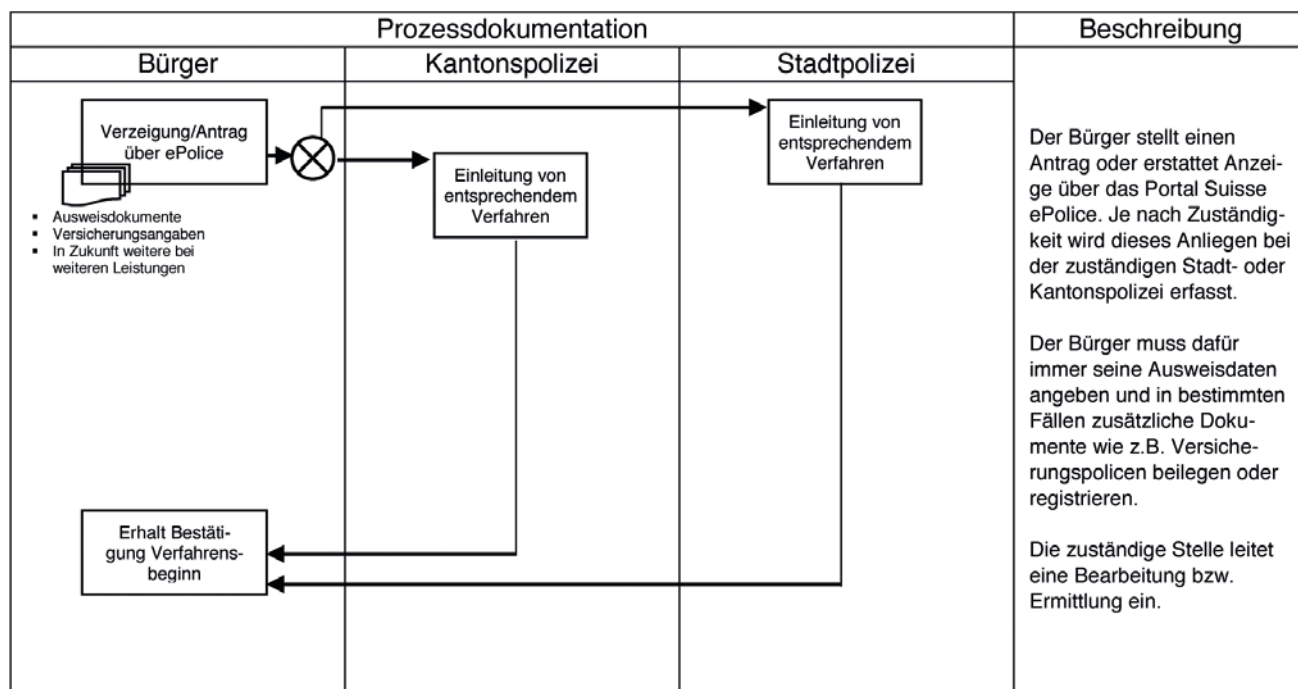 Prozessdokumentation
Beschreibung
Bürger
Kantonspolizei
Stadtpolizei
Verzeigung/Antrag
über ePolice
▪ Ausweisdokumente
▪ Versicherungsangaben
▪ In Zukunft weitere bei
weiteren Leistungen
Einleitung von
entsprechendem
Verfahren
Einleitung von
entsprechendem
Verfahren
Erhalt Bestäti-
gung Verfahrens-
beginn
Der Bürger stellt einen
Antrag oder erstattet Anzei-
ge über das Portal Suisse
ePolice. Je nach Zuständig-
keit wird dieses Anliegen bei
der zuständigen Stadt- oder
Kantonspolizei erfasst.
Der Bürger muss dafür
immer seine Ausweisdaten
angeben und in bestimmten
Fällen zusätzliche Doku-
mente wie z.B. Versiche-
rungspolicen beilegen oder
registrieren.
Die zuständige Stelle leitet
eine Bearbeitung bzw.
Ermittlung ein.